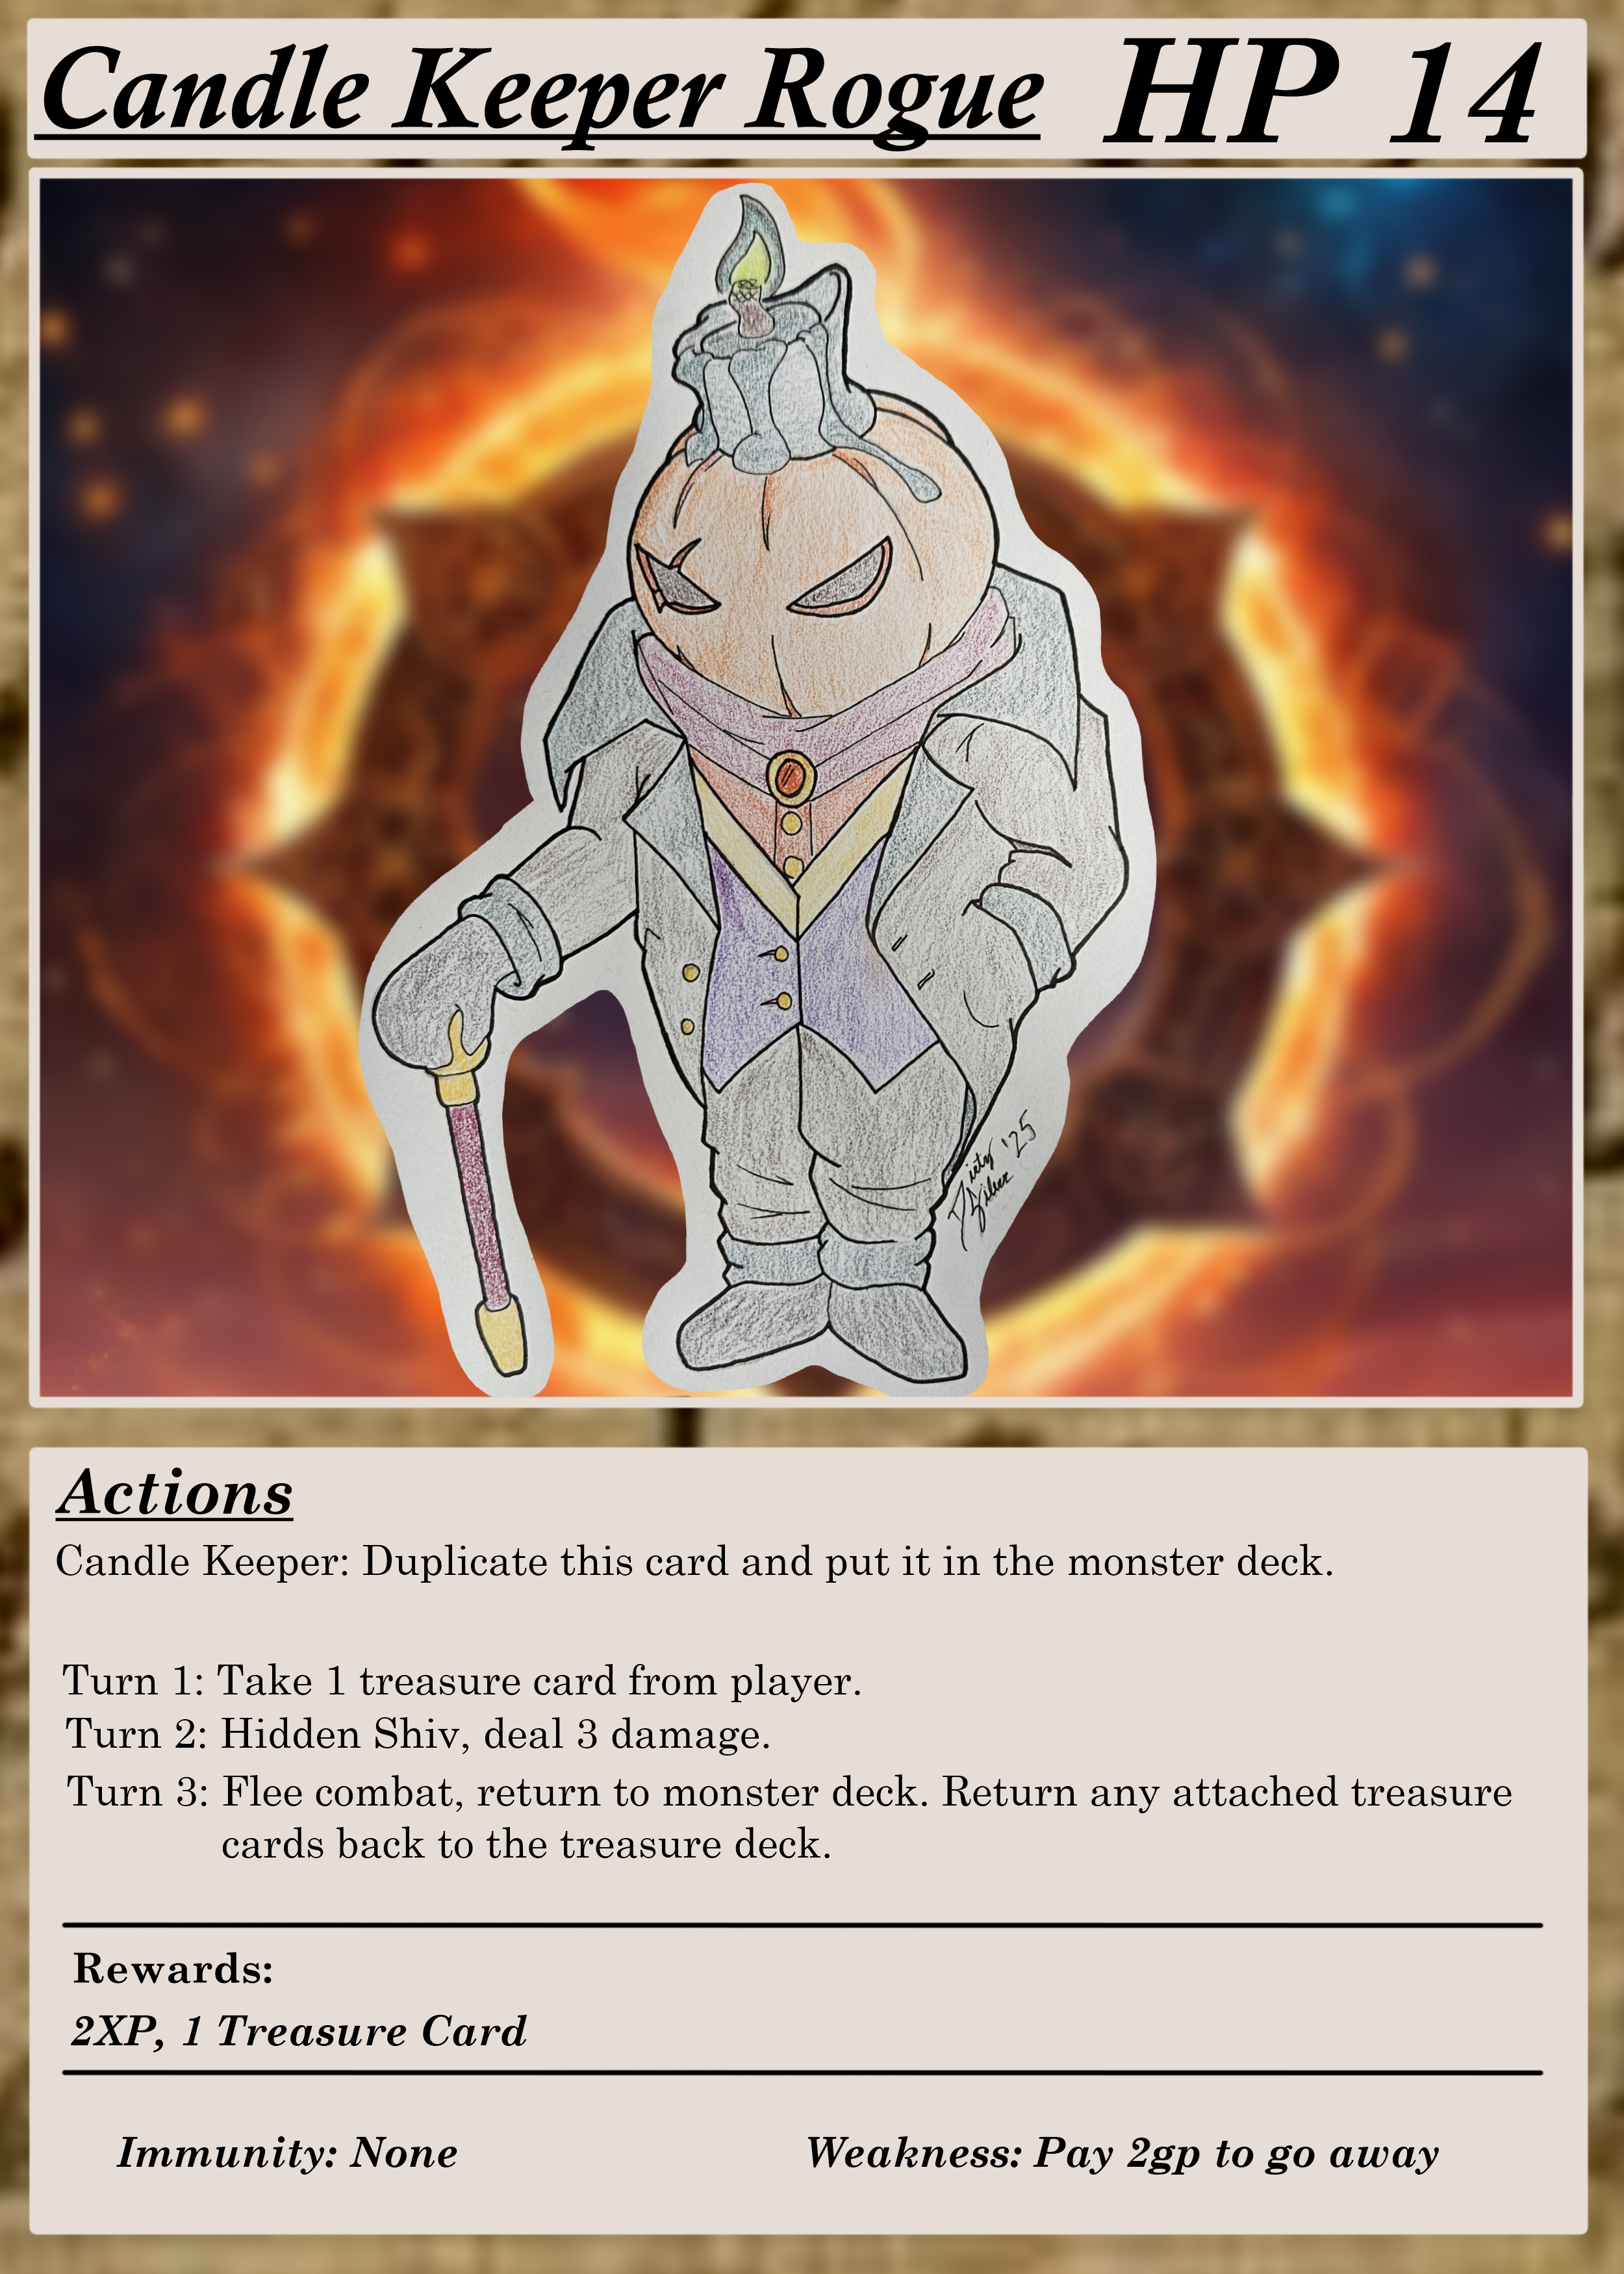 Candle Keeper Rogue HP 14
'25
Actions
Candle Keeper: Duplicate this card and put it in the monster deck.
Turn 1: Take 1 treasure card from player.
Turn 2: Hidden Shiv, deal 3 damage.
Turn 3: Flee combat, return to monster deck. Return any attached treasure
cards back to the treasure deck.
Rewards:
2XP, 1 Treasure Card
Immunity: None
Weakness: Pay 2gp to go away